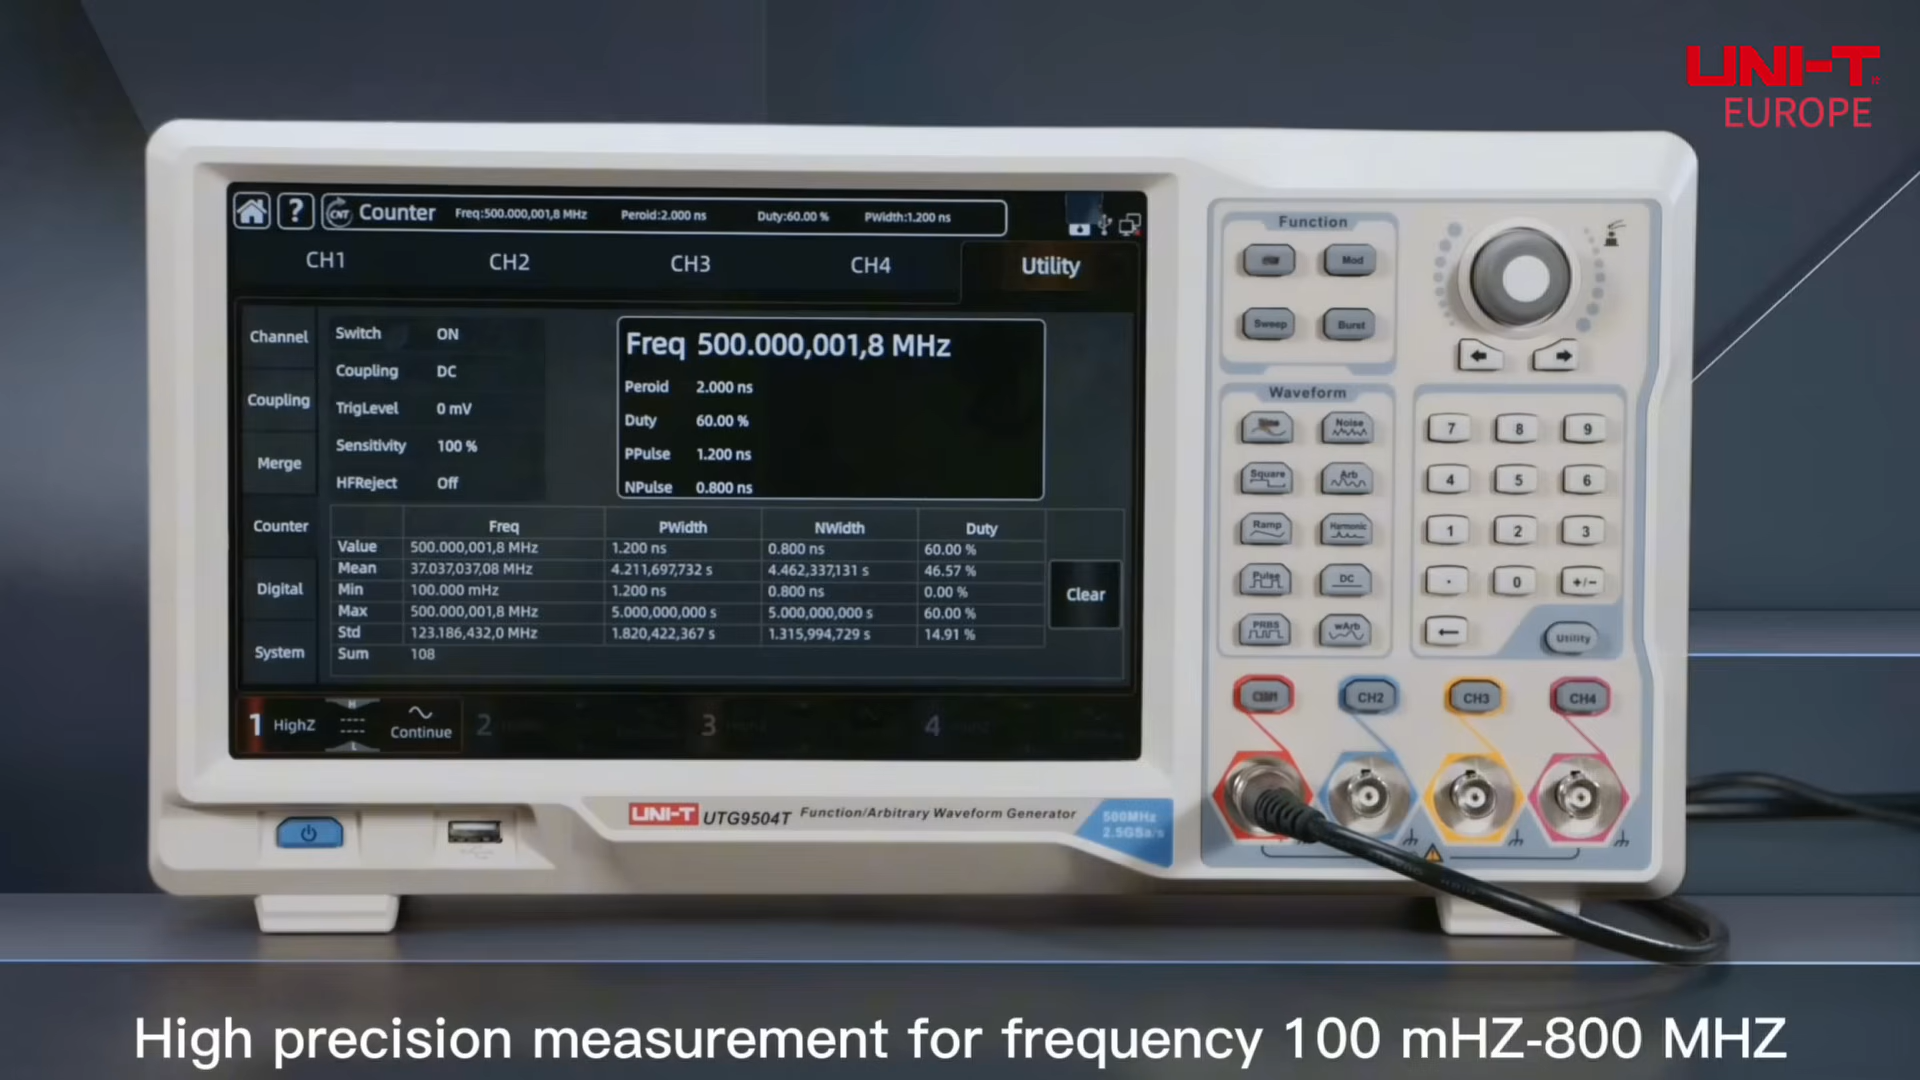 UNI-T
EUROPE
? CNT Counter Freq:500.000,001,8 MHz Peroid:2.000 ns Duty:60.00 % PWidth:1.200 ns
CH1 CH2 CH3 CH4 Utility
Channel
Coupling
Merge
Counter
Digital
System
Switch ON
Coupling DC
TrigLevel 0 mV
Sensitivity 100 %
HFReject Off
Freq 500.000,001,8 MHz
Peroid 2.000 ns
Duty 60.00 %
PPulse 1.200 ns
NPulse 0.800 ns
Freq PWidth NWidth Duty
Value 500.000,001,8 MHz 1.200 ns 0.800 ns 60.00 %
Mean 37.037,037,08 MHz 4.211,697,732 s 4.462,337,131 s 46.57 %
Min 100.000 mHz 1.200 ns 0.800 ns 0.00 %
Max 500.000,001,8 MHz 5.000,000,000 s 5.000,000,000 s 60.00 %
Std 123.186,432,0 MHz 1.820,422,367 s 1.315,994,729 s 14.91 %
Sum 108
Clear
1 HighZ H L Continue 2 3 4
UNI-T UTG9504T Function/Arbitrary Waveform Generator
500MHz
2.5GSa/s
Function
Mod
Sweep Burst
Waveform
Sine Noise
Square Arb
Ramp Harmonic
Pulse DC
PRBS wArb
7 8 9
4 5 6
1 2 3
. 0 +/-
Utility
CH2 CH3 CH4
High precision measurement for frequency 100 mHZ-800 MHZ